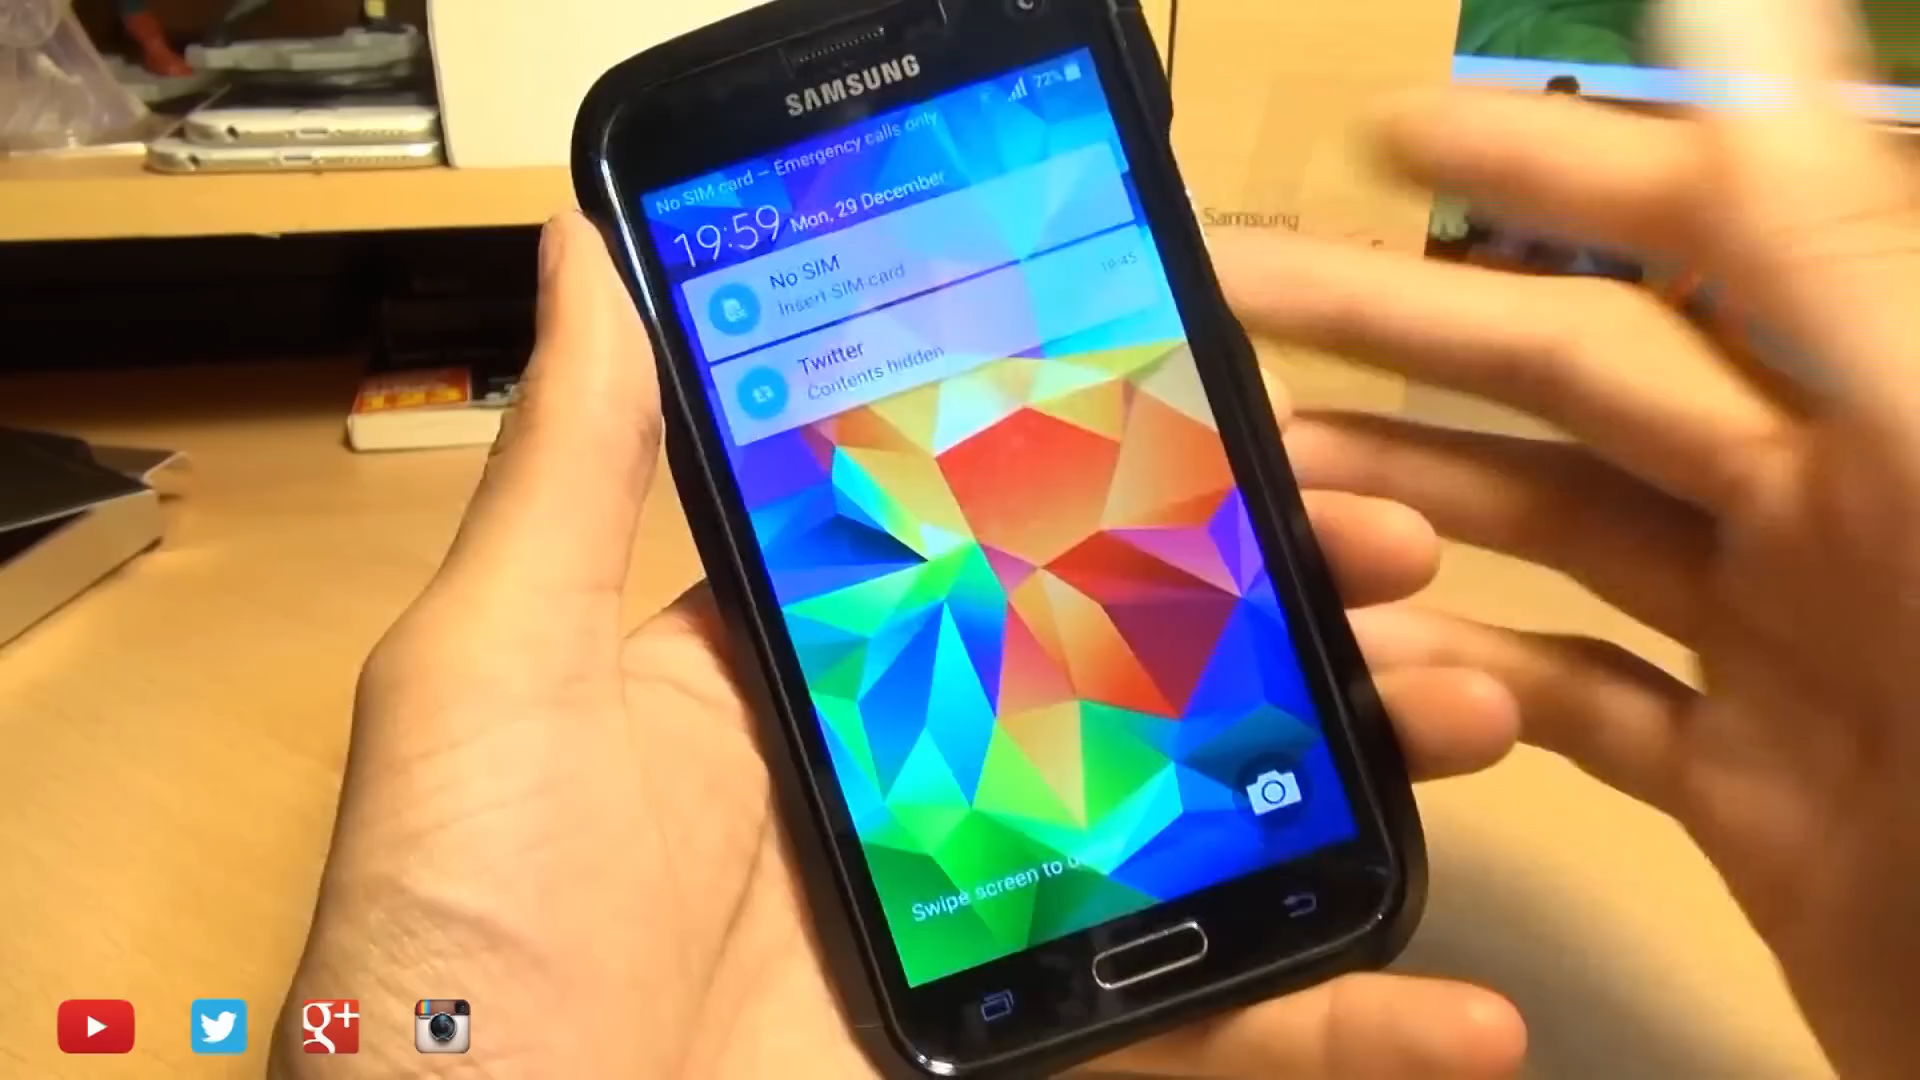 SAMSUNG
72%
No SIM card – Emergency calls only
19:59 Mon, 29 December
No SIM
Insert SIM card
19:45
Twitter
Contents hidden
Swipe screen to
Samsung
g+